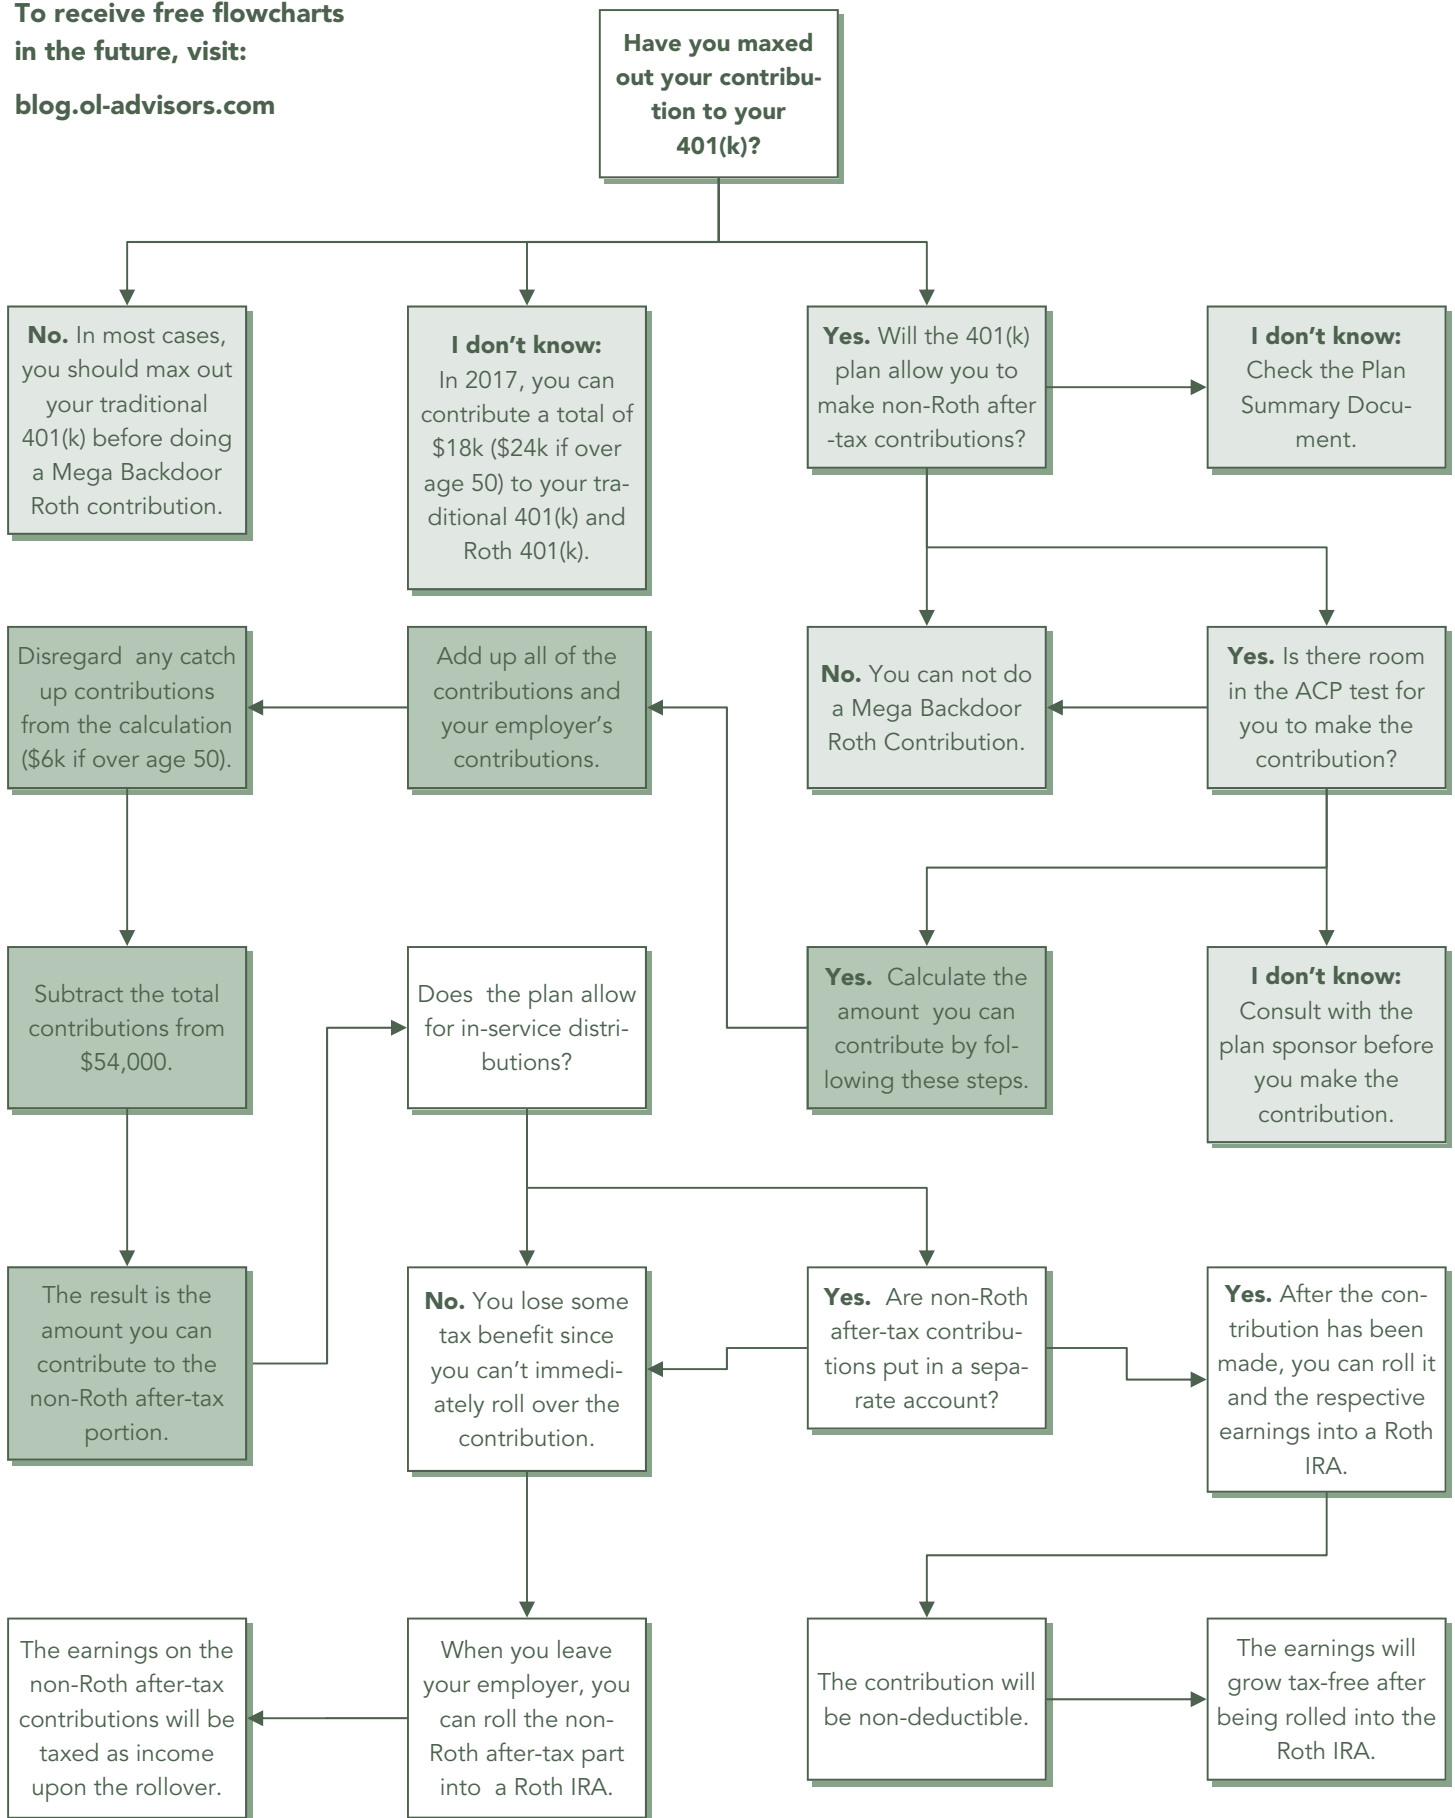 To receive free flowcharts
in the future, visit:
blog.ol-advisors.com
Have you maxed
out your contribu-
tion to your
401(k)?
No. In most cases,
you should max out
your traditional
401(k) before doing
a Mega Backdoor
Roth contribution.
I don't know:
In 2017, you can
contribute a total of
$18k ($24k if over
age 50) to your tra-
ditional 401(k) and
Roth 401(k).
Yes. Will the 401(k)
plan allow you to
make non-Roth after
-tax contributions?
I don't know:
Check the Plan
Summary Docu-
ment.
Disregard any catch
up contributions
from the calculation
($6k if over age 50).
Add up all of the
contributions and
your employer's
contributions.
No. You can not do
a Mega Backdoor
Roth Contribution.
Yes. Is there room
in the ACP test for
you to make the
contribution?
Subtract the total
contributions from
$54,000.
Does the plan allow
for in-service distri-
butions?
Yes. Calculate the
amount you can
contribute by fol-
lowing these steps.
I don't know:
Consult with the
plan sponsor before
you make the
contribution.
The result is the
amount you can
contribute to the
non-Roth after-tax
portion.
No. You lose some
tax benefit since
you can't immedi-
ately roll over the
contribution.
Yes. Are non-Roth
after-tax contribu-
tions put in a sepa-
rate account?
Yes. After the con-
tribution has been
made, you can roll it
and the respective
earnings into a Roth
IRA.
The earnings on the
non-Roth after-tax
contributions will be
taxed as income
upon the rollover.
When you leave
your employer, you
can roll the non-
Roth after-tax part
into a Roth IRA.
The contribution will
be non-deductible.
The earnings will
grow tax-free after
being rolled into the
Roth IRA.